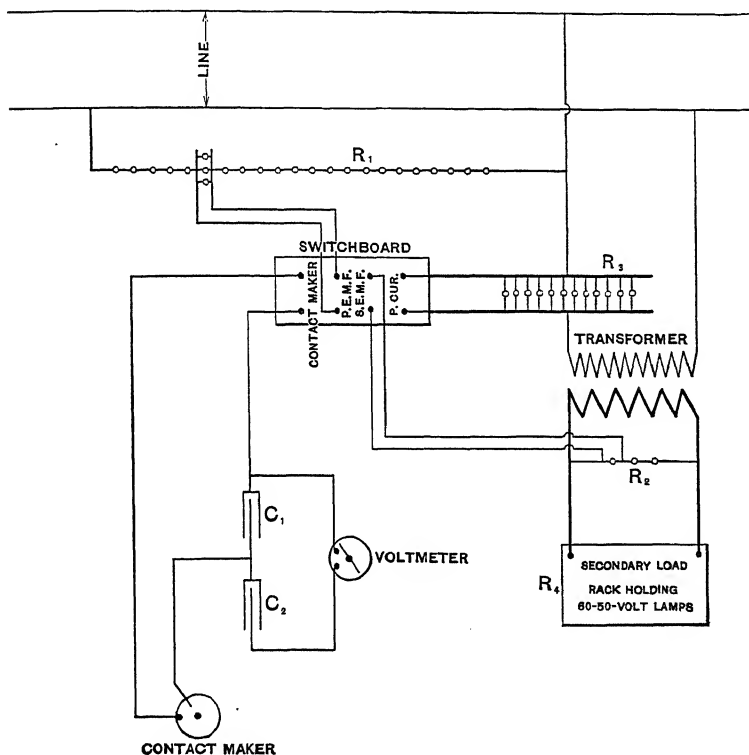 LINE
R1
SWITCHBOARD
CONTACT MAKER
P.E.M.F.
S.E.M.F.
P. CUR.
R3
TRANSFORMER
R2
C1
VOLTMETER
C2
R4
SECONDARY LOAD
RACK HOLDING
60-50-VOLT LAMPS
CONTACT MAKER